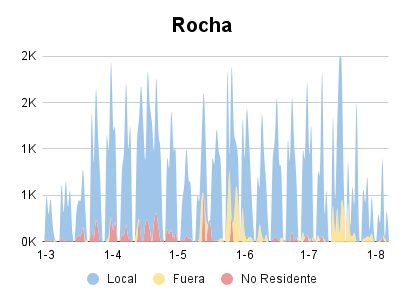 Rocha
2K
2K
1K
1K
0K
1-3 1-4 1-5 1-6 1-7 1-8
Local Fuera No Residente